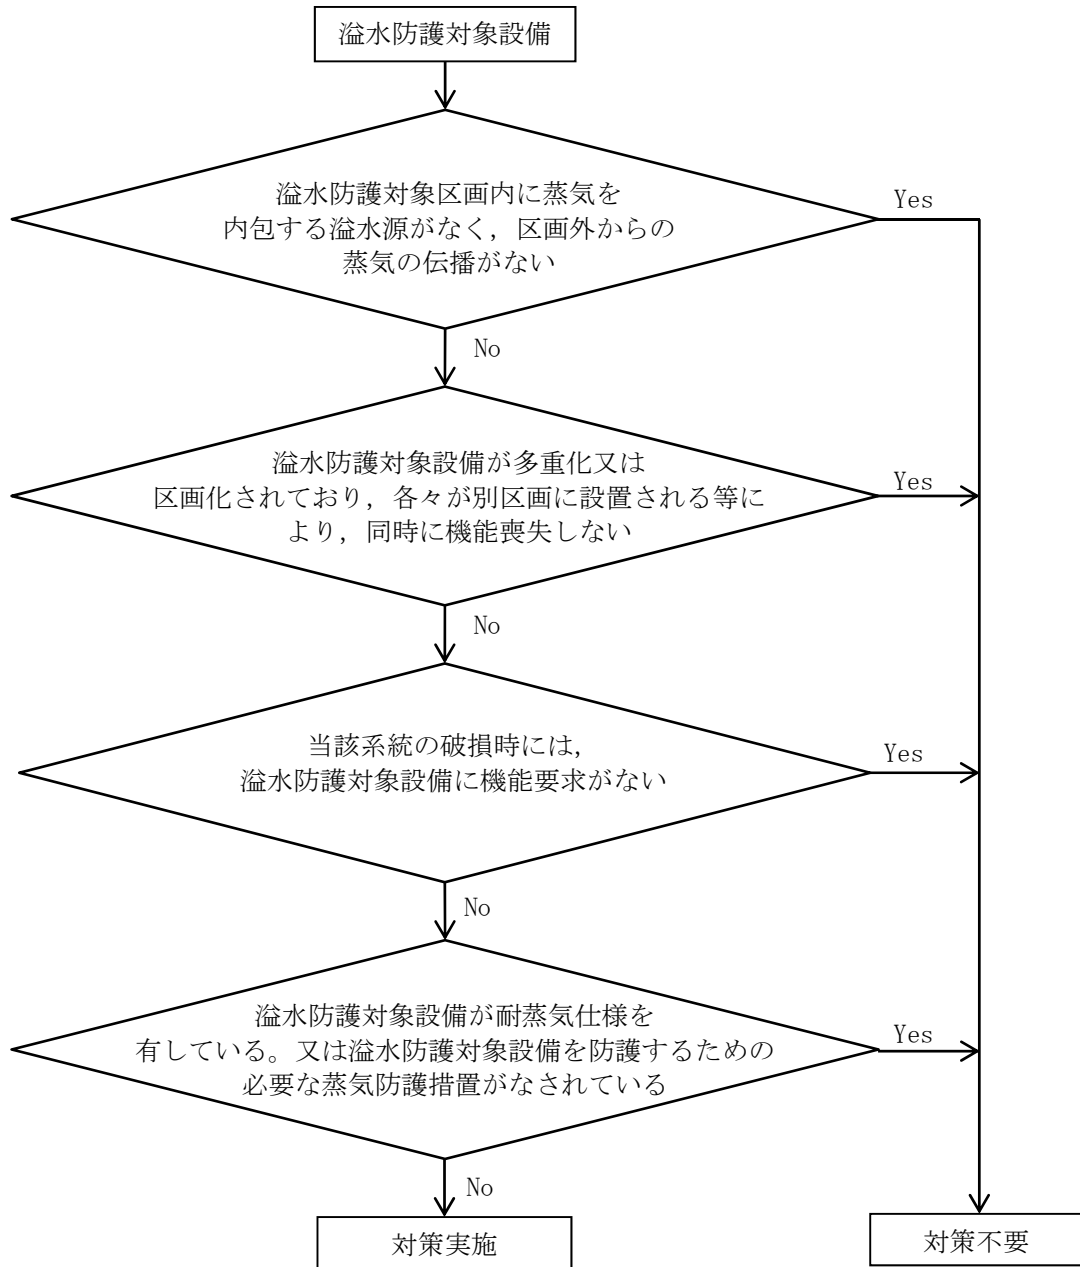 溢水防護対象設備
溢水防護対象区画内に蒸気を
内包する溢水源がなく，区画外からの
蒸気の伝播がない
Yes
No
溢水防護対象設備が多重化又は
区画化されており，各々が別区画に設置される等に
より，同時に機能喪失しない
Yes
No
当該系統の破損時には，
溢水防護対象設備に機能要求がない
Yes
No
溢水防護対象設備が耐蒸気仕様を
有している。又は溢水防護対象設備を防護するための
必要な蒸気防護措置がなされている
Yes
No
対策実施
対策不要